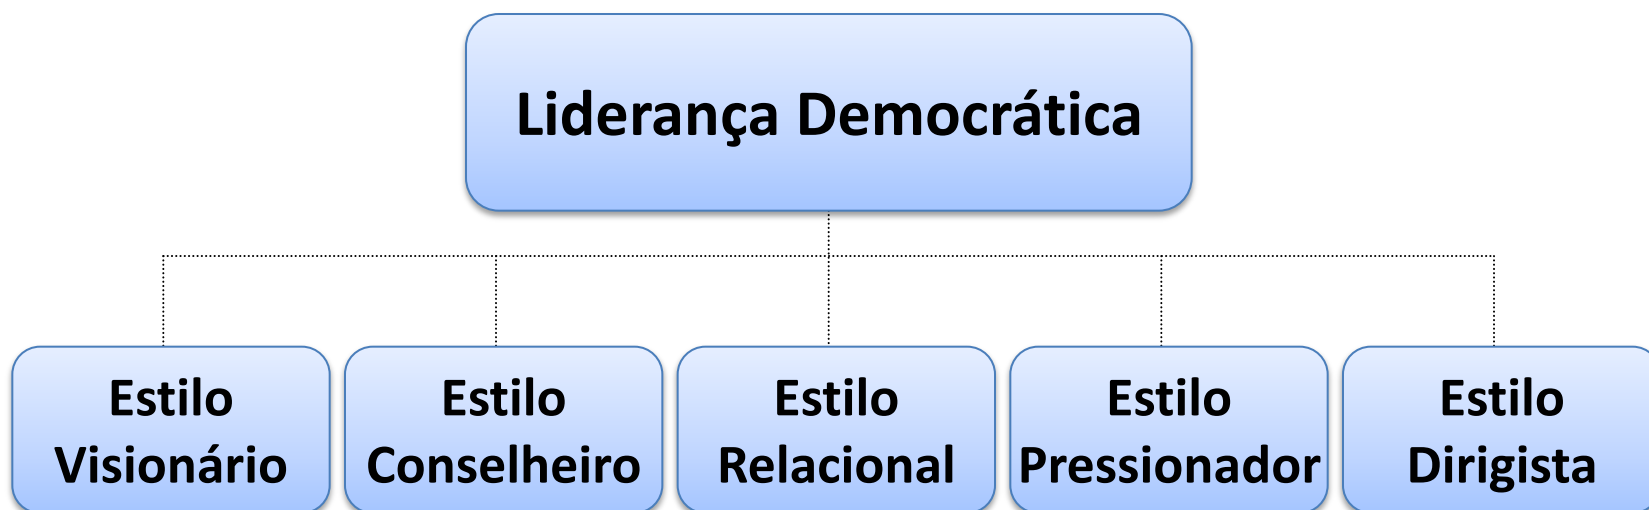 Liderança Democrática
Estilo
Visionário
Estilo
Conselheiro
Estilo
Relacional
Estilo
Pressionador
Estilo
Dirigista